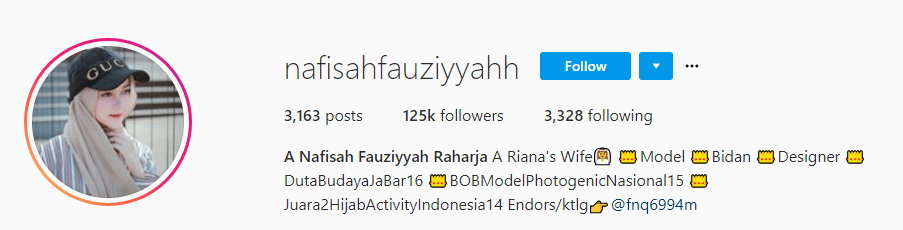 nafisahfauziyyahh Follow
3,163 posts 125k followers 3,328 following
A Nafisah Fauziyyah Raharja A Riana's Wife👰 Model Bidan Designer
DutaBudayaJaBar16 BOBModelPhotogenicNasional15
Juara2HijabActivityIndonesia14 Endors/ktlg👉@fnq6994m
GUCCI